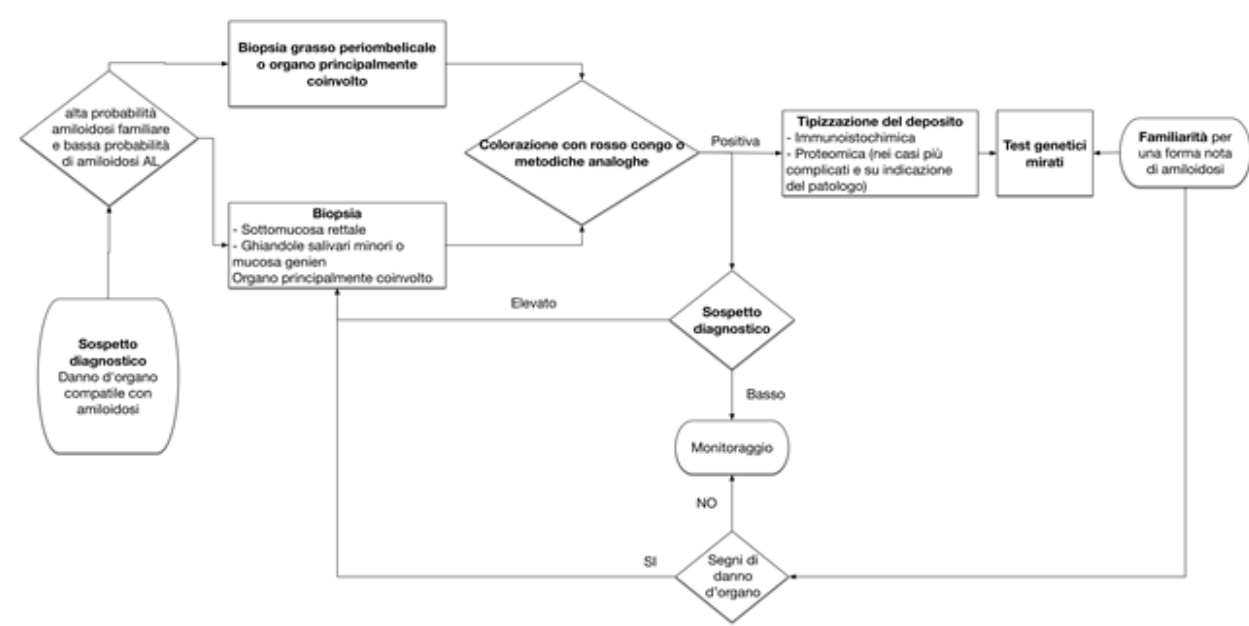 Biopsia grasso periombelicale
o organo principalmente
coinvolto
alta probabilità
amiloidosi familiare
e bassa probabilità
di amiloidosi AL
Colorazione con rosso congo o
metodiche analoghe
Positiva
Tipizzazione del deposito
- Immunoistochimica
- Proteomica (nei casi più
complicati e su indicazione
del patologo)
Test genetici
mirati
Familiarità per
una forma nota
di amiloidosi
Biopsia
- Sottomucosa rettale
- Ghiandole salivari minori o
mucosa genien
Organo principalmente coinvolto
Elevato
Sospetto
diagnostico
Sospetto
diagnostico
Danno d'organo
compatile con
amiloidosi
Basso
Monitoraggio
NO
SI
Segni di
danno
d'organo